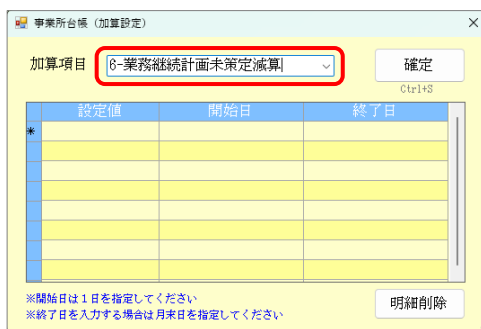 事業所台帳（加算設定）
加算項目 6-業務継続計画未策定減算 確定
Ctrl+S
設定値 開始日 終了日
*
※開始日は１日を指定してください
※終了日を入力する場合は月末日を指定してください
明細削除